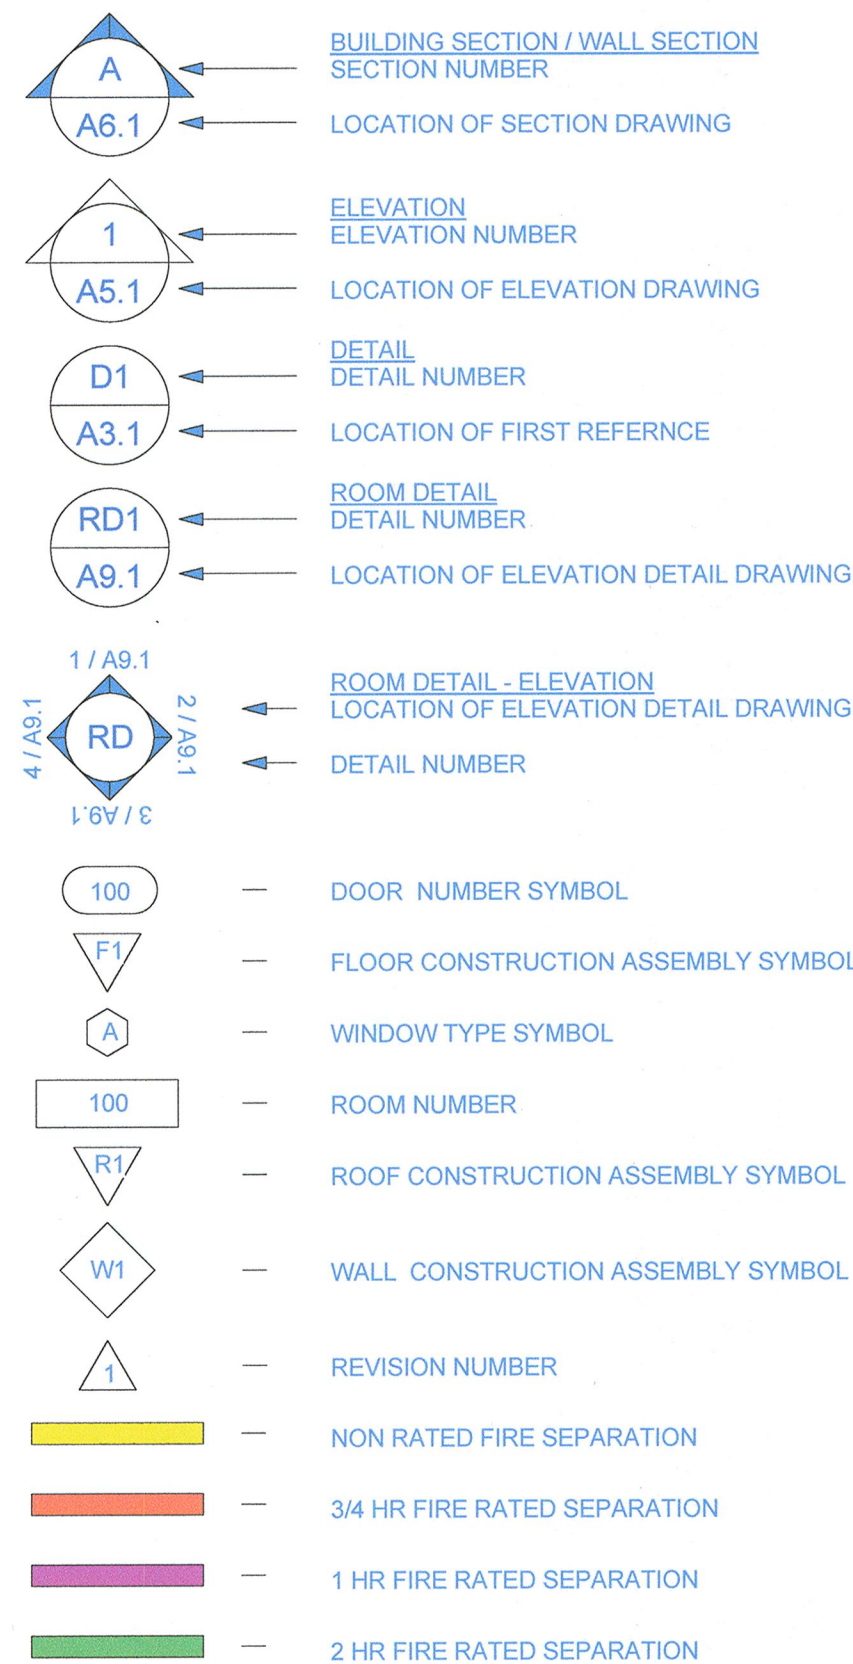 BUILDING SECTION / WALL SECTION
A
SECTION NUMBER
A6.1
LOCATION OF SECTION DRAWING
ELEVATION
1
ELEVATION NUMBER
A5.1
LOCATION OF ELEVATION DRAWING
DETAIL
D1
DETAIL NUMBER
A3.1
LOCATION OF FIRST REFERNCE
ROOM DETAIL
RD1
DETAIL NUMBER
A9.1
LOCATION OF ELEVATION DETAIL DRAWING
1 / A9.1
2 / A9.1
3 / A9.1
4 / A9.1
RD
ROOM DETAIL - ELEVATION
LOCATION OF ELEVATION DETAIL DRAWING
DETAIL NUMBER
100 — DOOR NUMBER SYMBOL
F1 — FLOOR CONSTRUCTION ASSEMBLY SYMBOL
A — WINDOW TYPE SYMBOL
100 — ROOM NUMBER
R1 — ROOF CONSTRUCTION ASSEMBLY SYMBOL
W1 — WALL CONSTRUCTION ASSEMBLY SYMBOL
1 — REVISION NUMBER
— NON RATED FIRE SEPARATION
— 3/4 HR FIRE RATED SEPARATION
— 1 HR FIRE RATED SEPARATION
— 2 HR FIRE RATED SEPARATION